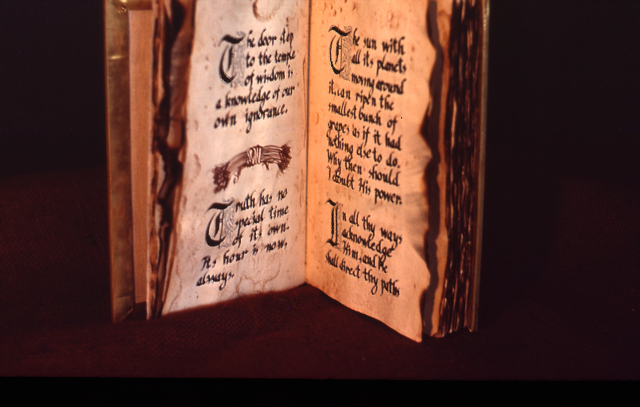 The door step
to the temple
of wisdom is
a knowledge of our
own ignorance.
Truth has no
special time
of its own.
Its hour is now,
always.
The sun with
all its planets
moving around
it, can ripen the
smallest bunch of
grapes as if it had
nothing else to do.
Why then should
I doubt His power.
In all thy ways
acknowledge
Him, and He
shall direct thy paths